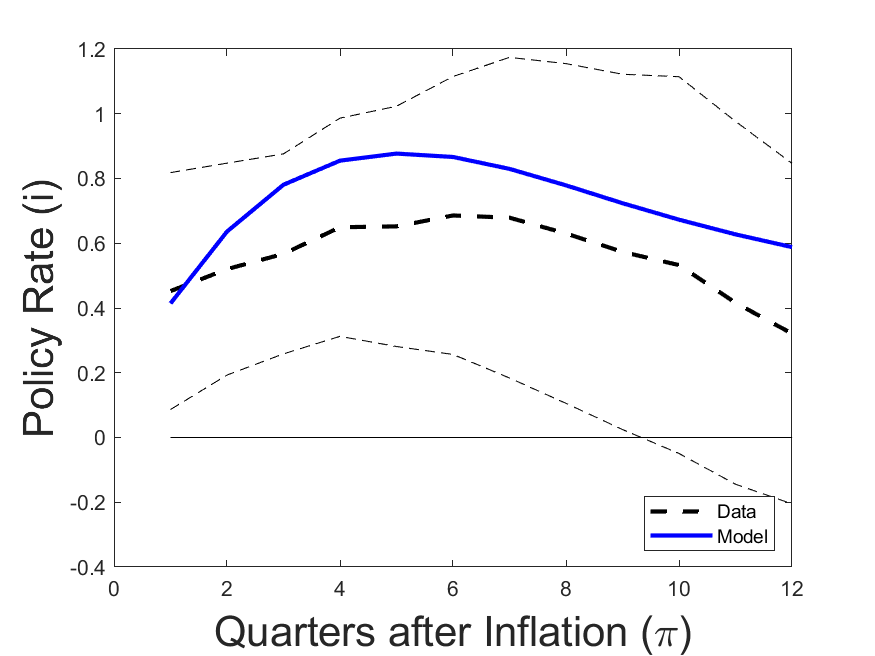 1.2
1
0.8
0.6
0.4
0.2
0
-0.2
-0.4
Policy Rate (i)
Data
Model
0 2 4 6 8 10 12
Quarters after Inflation (π)